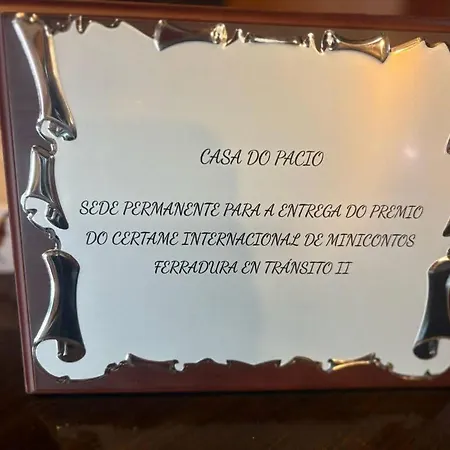 CASA DO PACIO
SEDE PERMANENTE PARA A ENTREGA DO PREMIO
DO CERTAME INTERNACIONAL DE MINICONTOS
FERRADURA EN TRÁNSITO II